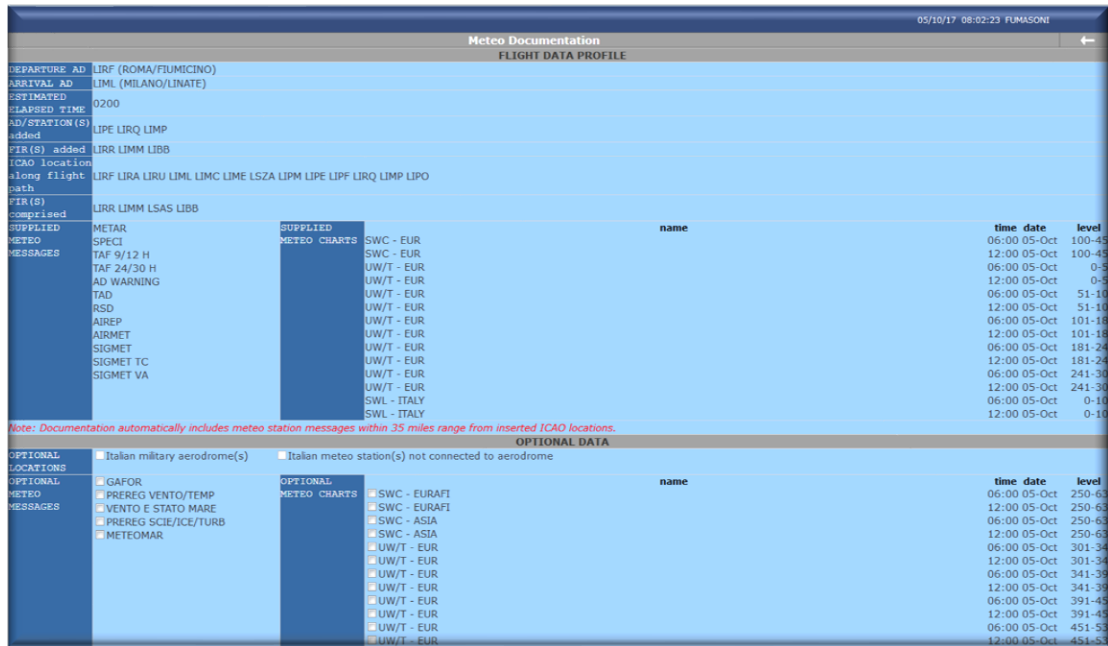 05/10/17 08:02:23 FUMASONI
Meteo Documentation
FLIGHT DATA PROFILE
DEPARTURE AD LIRF (ROMA/FIUMICINO)
ARRIVAL AD LIML (MILANO/LINATE)
ESTIMATED
ELAPSED TIME 0200
AD/STATION(S)
added LIPE LIRQ LIMP
FIR(S) added LIRR LIMM LIBB
ICAO location
along flight
path LIRF LIRA LIRU LIML LIMC LIME LSZA LIPM LIPE LIPF LIRQ LIMP LIPO
FIR(S)
comprised LIRR LIMM LSAS LIBB
SUPPLIED
METEO
MESSAGES
METAR
SPECI
TAF 9/12 H
TAF 24/30 H
AD WARNING
TAD
RSD
AIREP
AIRMET
SIGMET
SIGMET TC
SIGMET VA
SUPPLIED
METEO CHARTS
name time date level
SWC - EUR 06:00 05-Oct 100-45
SWC - EUR 12:00 05-Oct 100-45
UW/T - EUR 06:00 05-Oct 0-5
UW/T - EUR 12:00 05-Oct 0-5
UW/T - EUR 06:00 05-Oct 51-10
UW/T - EUR 12:00 05-Oct 51-10
UW/T - EUR 06:00 05-Oct 101-18
UW/T - EUR 12:00 05-Oct 101-18
UW/T - EUR 06:00 05-Oct 181-24
UW/T - EUR 12:00 05-Oct 181-24
UW/T - EUR 06:00 05-Oct 241-30
UW/T - EUR 12:00 05-Oct 241-30
SWL - ITALY 06:00 05-Oct 0-10
SWL - ITALY 12:00 05-Oct 0-10
Note: Documentation automatically includes meteo station messages within 35 miles range from inserted ICAO locations.
OPTIONAL DATA
OPTIONAL
LOCATIONS
Italian military aerodrome(s) Italian meteo station(s) not connected to aerodrome
OPTIONAL
METEO
MESSAGES
GAFOR
PREREG VENTO/TEMP
VENTO E STATO MARE
PREREG SCIE/ICE/TURB
METEOMAR
OPTIONAL
METEO CHARTS
name time date level
SWC - EURAFI 06:00 05-Oct 250-63
SWC - EURAFI 12:00 05-Oct 250-63
SWC - ASIA 06:00 05-Oct 250-63
SWC - ASIA 12:00 05-Oct 250-63
UW/T - EUR 06:00 05-Oct 301-34
UW/T - EUR 12:00 05-Oct 301-34
UW/T - EUR 06:00 05-Oct 341-39
UW/T - EUR 12:00 05-Oct 341-39
UW/T - EUR 06:00 05-Oct 391-45
UW/T - EUR 12:00 05-Oct 391-45
UW/T - EUR 06:00 05-Oct 451-53
UW/T - EUR 12:00 05-Oct 451-53